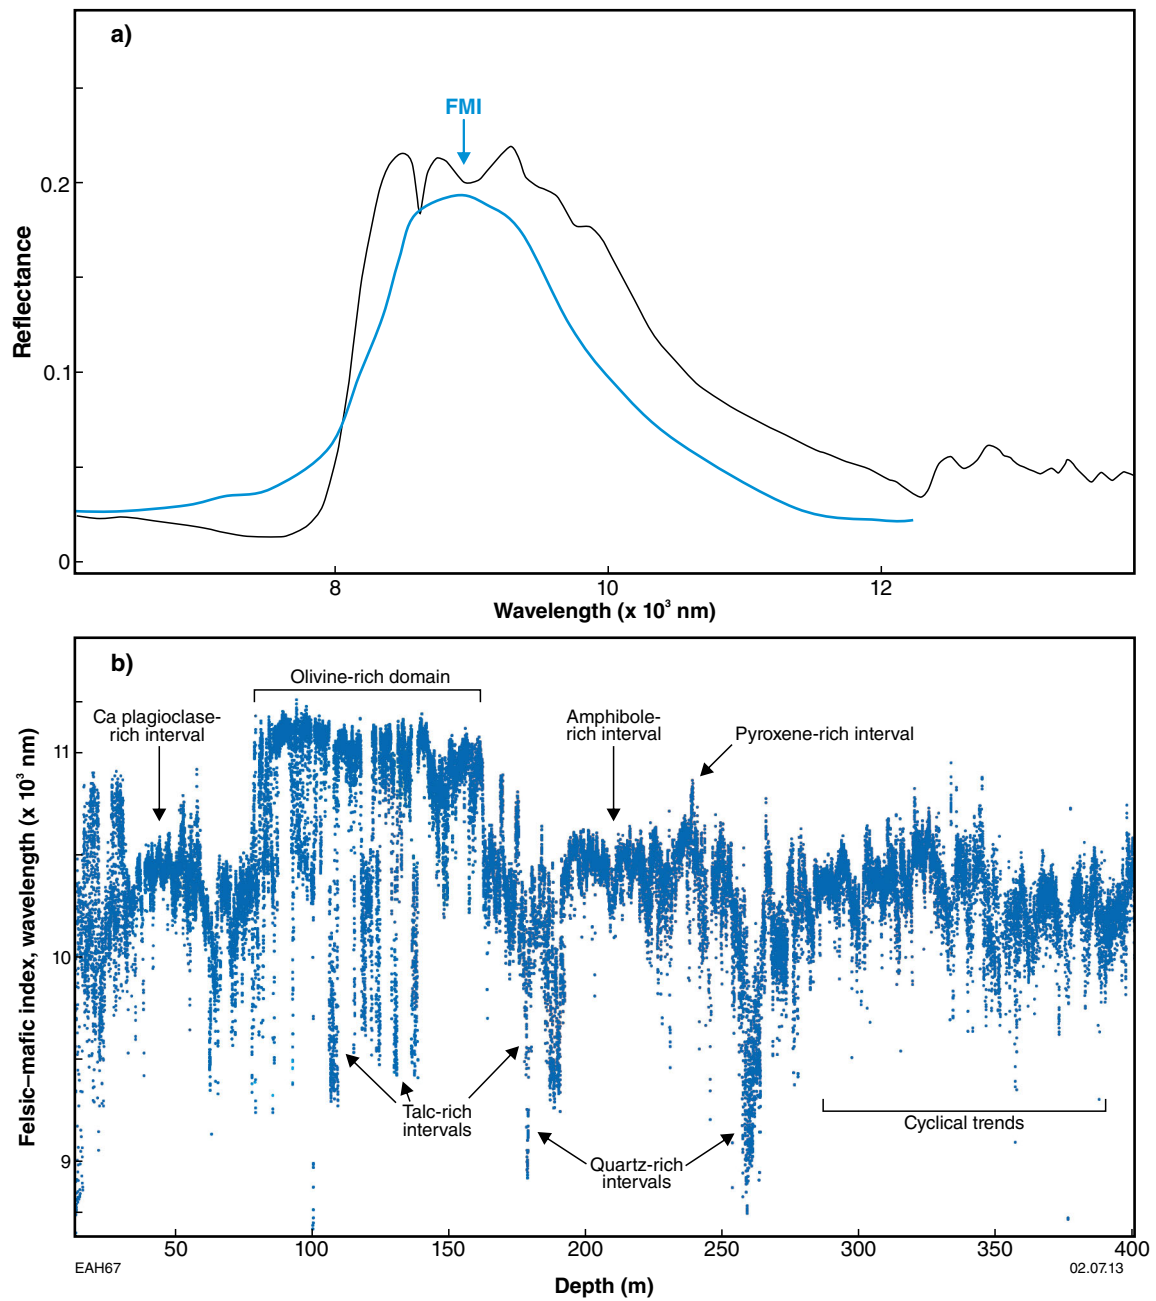 a)
FMI
0.2
0.1
0
Reflectance
8
10
12
Wavelength (x 10³ nm)
b)
Olivine-rich domain
Ca plagioclase-
rich interval
Amphibole-
rich interval
Pyroxene-rich interval
11
10
9
Felsic–mafic index, wavelength (x 10³ nm)
Talc-rich
intervals
Quartz-rich
intervals
Cyclical trends
50
100
150
200
250
300
350
400
EAH67
Depth (m)
02.07.13